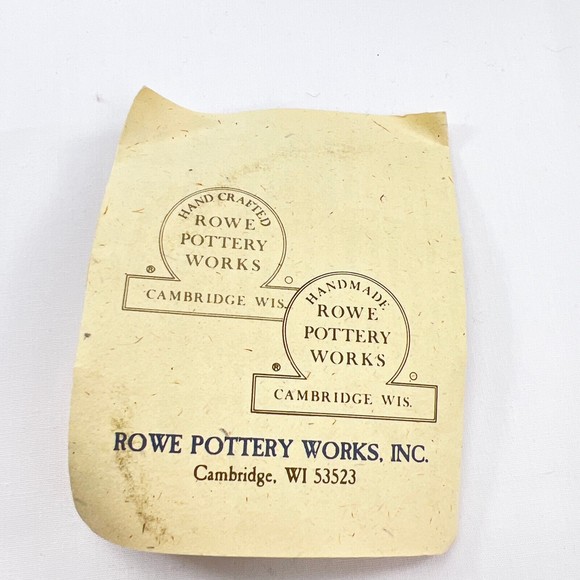 HAND CRAFTED
ROWE
POTTERY
WORKS
®
CAMBRIDGE WIS.
HANDMADE
ROWE
POTTERY
WORKS
®
CAMBRIDGE WIS.
ROWE POTTERY WORKS, INC.
Cambridge, WI 53523